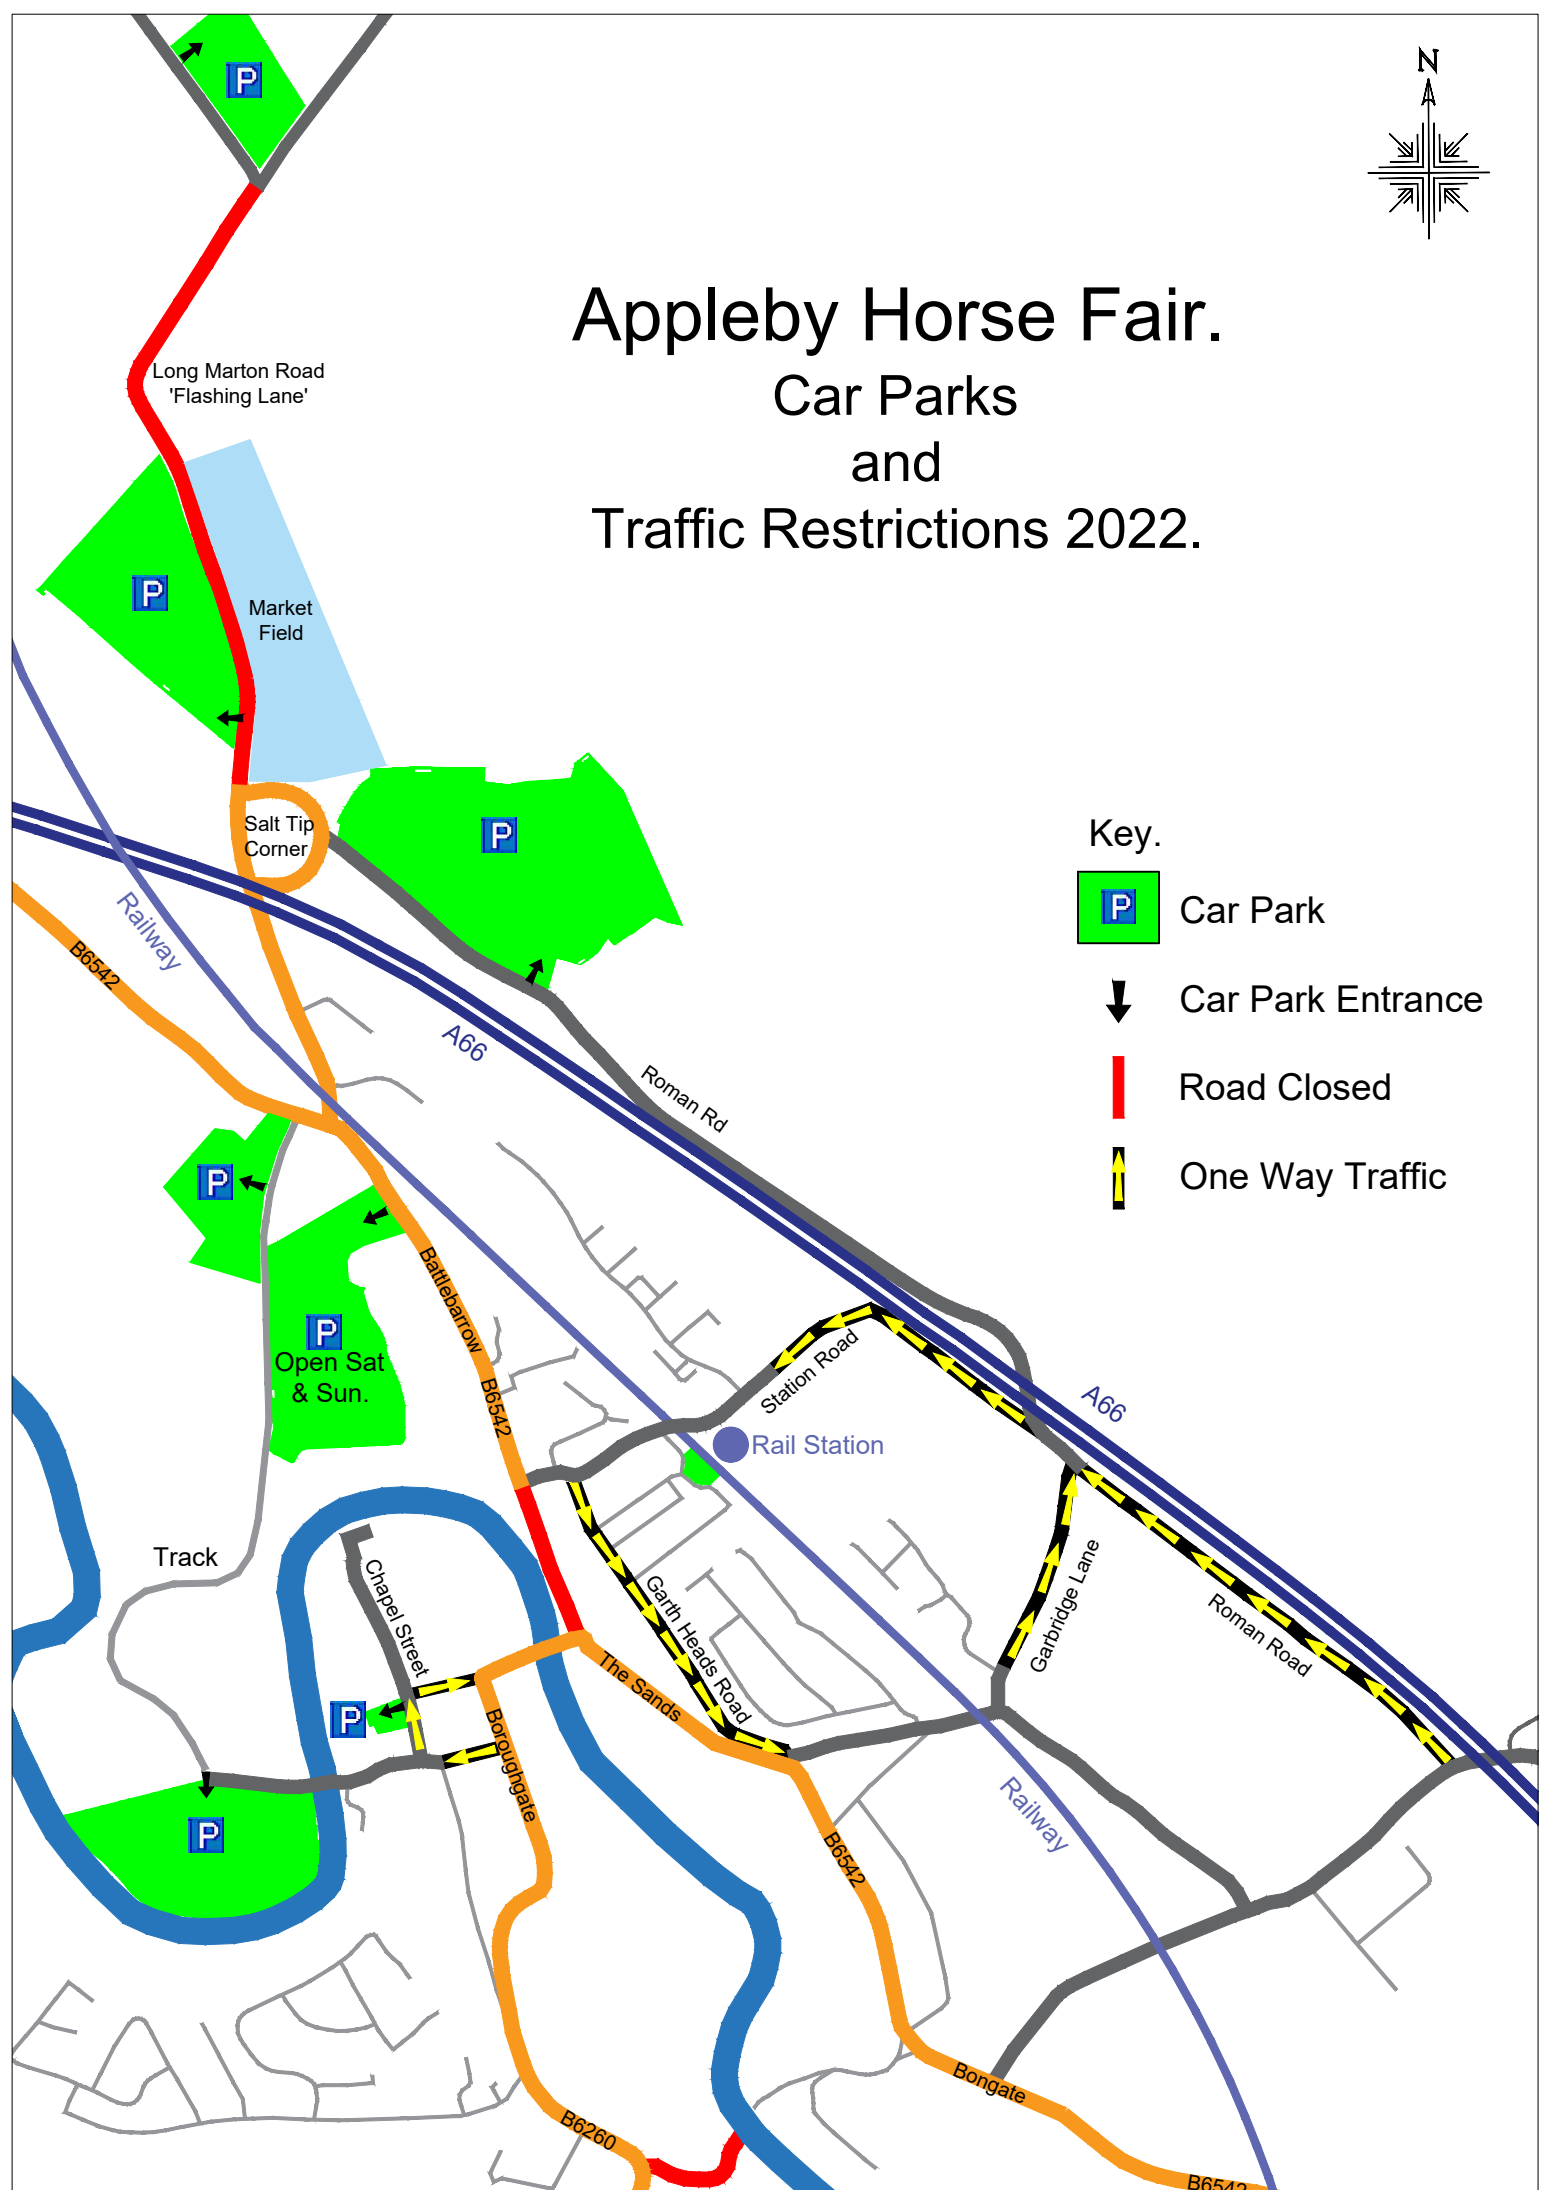 P
N
Appleby Horse Fair.
Car Parks
and
Traffic Restrictions 2022.
Long Marton Road
'Flashing Lane'
P
Market
Field
Salt Tip
Corner
P
Key.
P Car Park
Car Park Entrance
Road Closed
One Way Traffic
Railway
B6542
A66
Roman Rd
P
Battlebarrow
P
Open Sat
& Sun.
B6542
Station Road
A66
Rail Station
Track
Chapel Street
Garth Heads Road
Garbridge Lane
Roman Road
The Sands
P
Boroughgate
P
B6542
Railway
Bongate
B6260
B6542